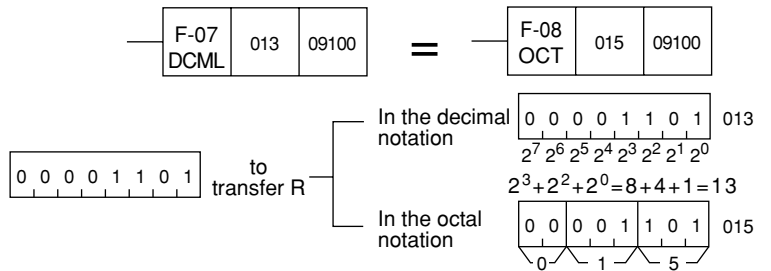 F-07 DCML 013 09100 = F-08 OCT 015 09100
In the decimal notation 0 0 0 0 1 1 0 1 013
2⁷ 2⁶ 2⁵ 2⁴ 2³ 2² 2¹ 2⁰
0 0 0 0 1 1 0 1 to transfer R
2³+2²+2⁰=8+4+1=13
In the octal notation 0 0 0 0 1 1 0 1 015
0 1 5